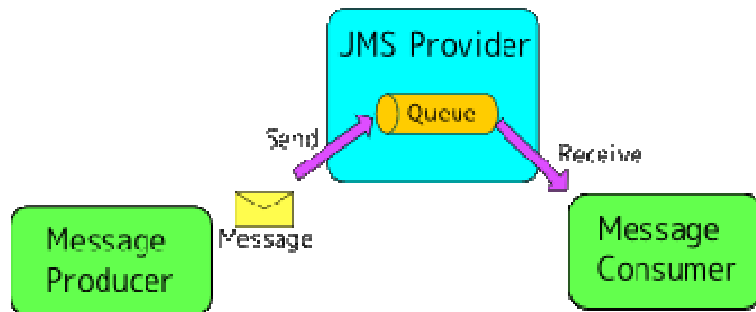 JMS Provider
Queue
Send
Receive
Message
Message
Producer
Message
Consumer